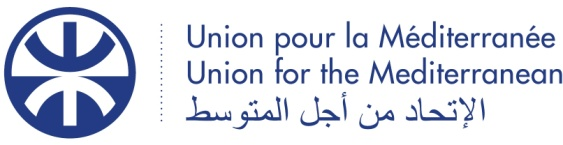 Union pour la Méditerranée
Union for the Mediterranean
الإتحاد من أجل المتوسط